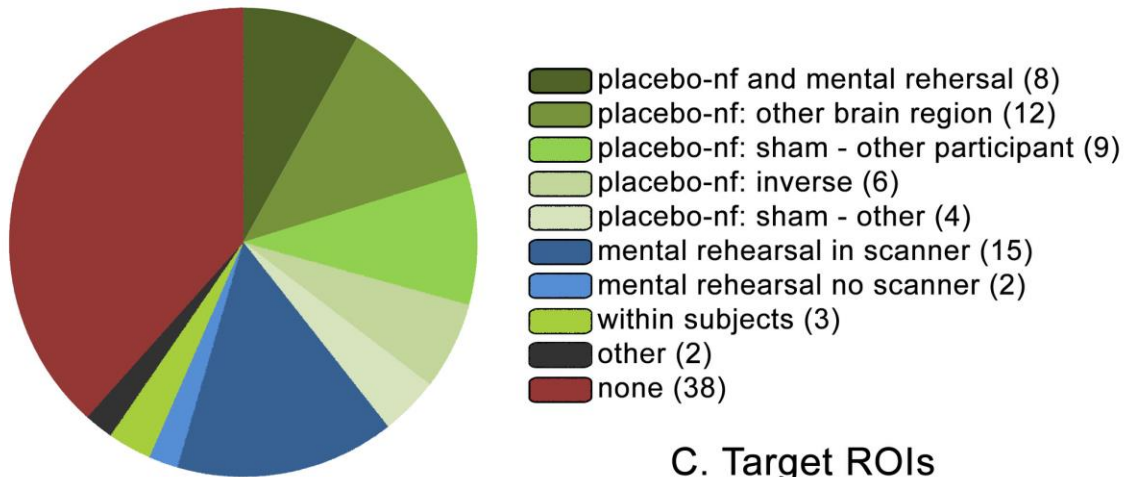 placebo-nf and mental rehersal (8)
placebo-nf: other brain region (12)
placebo-nf: sham - other participant (9)
placebo-nf: inverse (6)
placebo-nf: sham - other (4)
mental rehearsal in scanner (15)
mental rehearsal no scanner (2)
within subjects (3)
other (2)
none (38)
C. Target ROIs